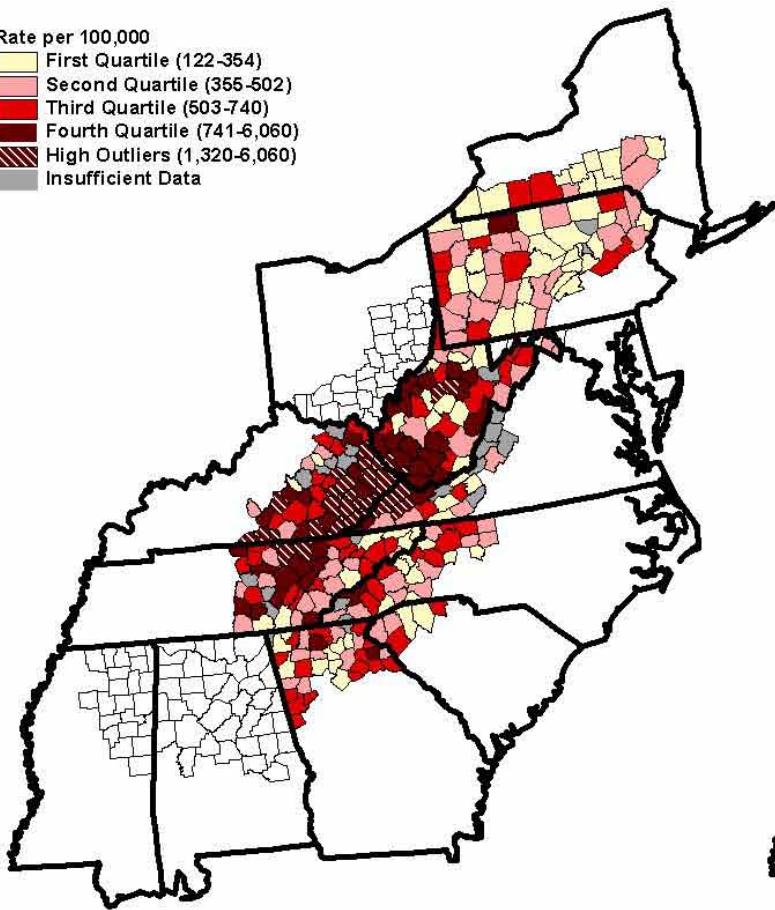 Rate per 100,000
First Quartile (122-354)
Second Quartile (355-502)
Third Quartile (503-740)
Fourth Quartile (741-6,060)
High Outliers (1,320-6,060)
Insufficient Data